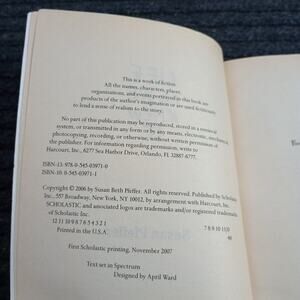 This is a work of fiction.
All the names, characters, places,
organizations, and events portrayed in this book are
products of the author's imagination or are used fictitiously
to lend a sense of realism to the story.
No part of this publication may be reproduced, stored in a retrieval
system, or transmitted in any form or by any means, electronic, mechanical,
photocopying, recording, or otherwise, without written permission of
the publisher. For information regarding permission, write to
Harcourt, Inc., 6277 Sea Harbor Drive, Orlando, FL 32887-6777.
ISBN-13: 978-0-545-03971-0
ISBN-10: 0-545-03971-1
Copyright © 2006 by Susan Beth Pfeffer. All rights reserved. Published by Scholastic
Inc., 557 Broadway, New York, NY 10012, by arrangement with Harcourt, Inc.
SCHOLASTIC and associated logos are trademarks and/or registered trademarks
of Scholastic Inc.
12 11 10 9 8 7 6 5 4 3 2 7 8 9 10 11/0
Printed in the U.S.A. 40
First Scholastic printing, November 2007
Text set in Spectrum
Designed by April Ward